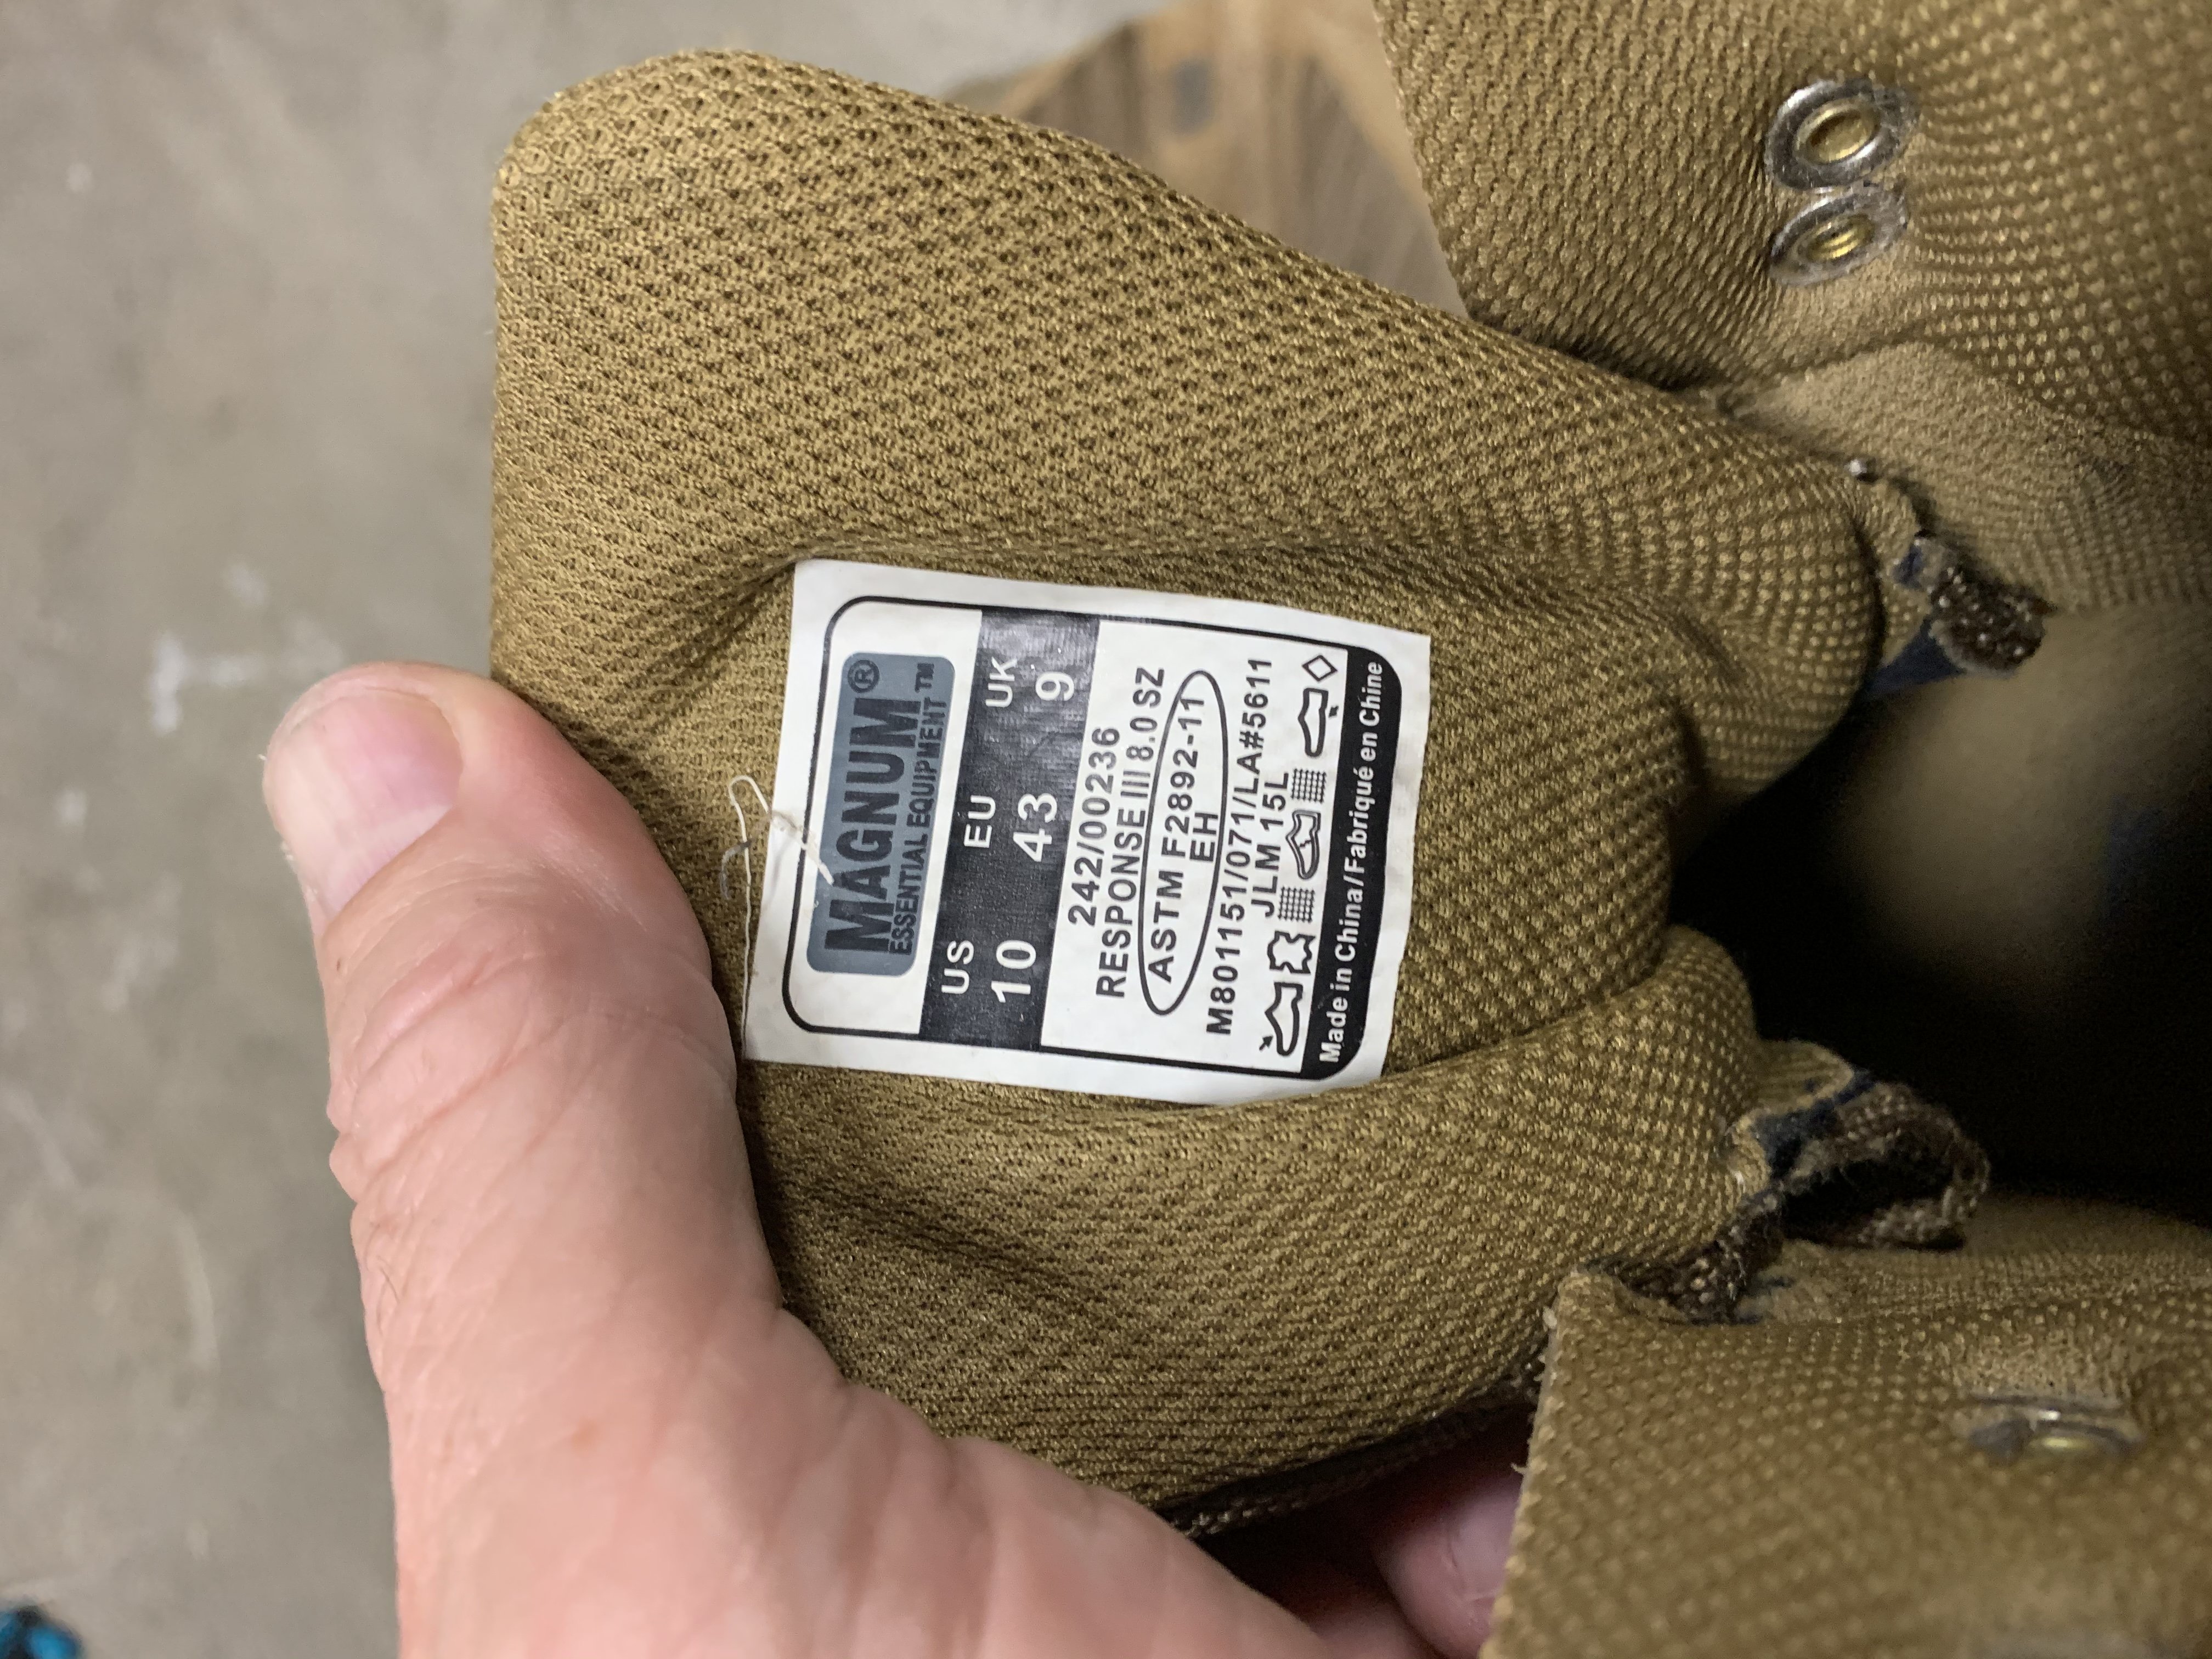 MAGNUM®
ESSENTIAL EQUIPMENT™
US EU UK
10 43 9
242/00236
RESPONSE III 8.0 SZ
ASTM F2892-11
EH
M801151/071/LA#5611
JLM 15L
Made in China/Fabriqué en Chine